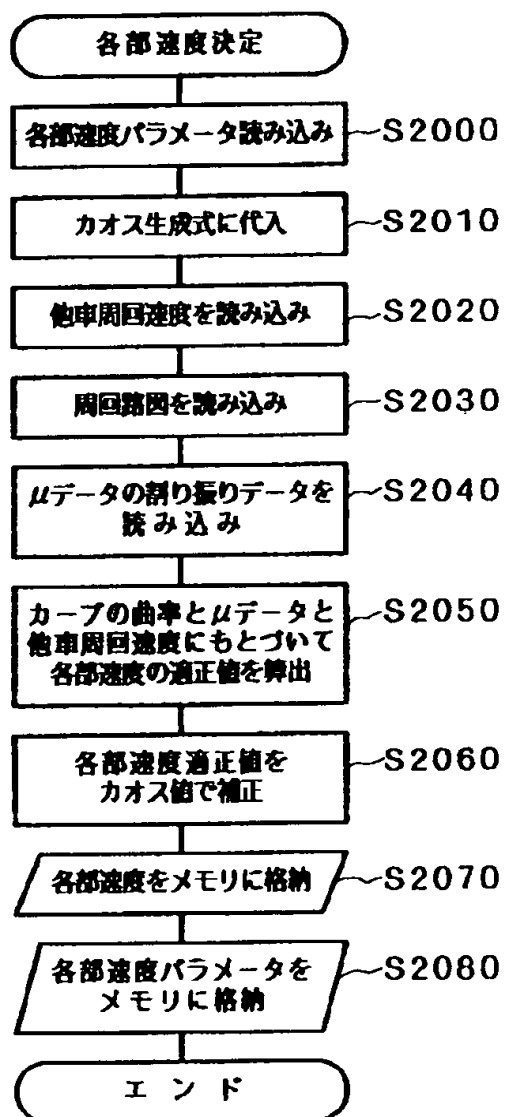 各部速度決定
各部速度パラメータ読み込み
S2000
カオス生成式に代入
S2010
他車周回速度を読み込み
S2020
周回路図を読み込み
S2030
μデータの割り振りデータを
読み込み
S2040
カーブの曲率とμデータと
他車周回速度にもとづいて
各部速度の適正値を算出
S2050
各部速度適正値を
カオス値で補正
S2060
各部速度をメモリに格納
S2070
各部速度パラメータを
メモリに格納
S2080
エンド